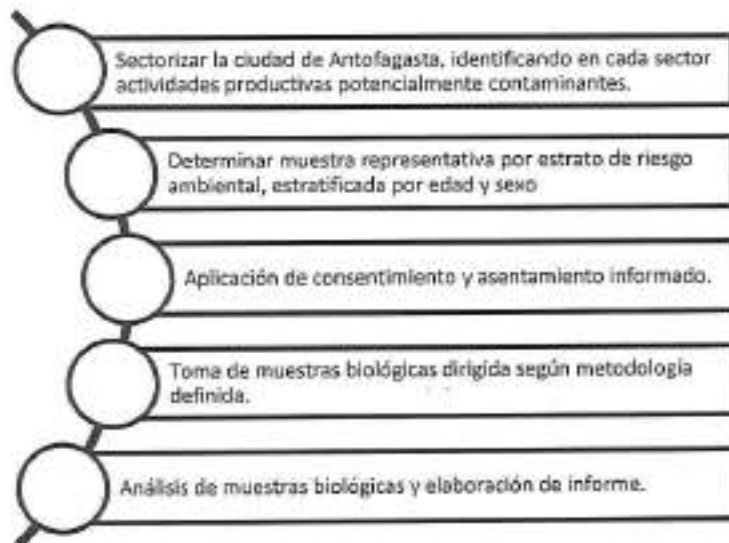 Sectorizar la ciudad de Antofagasta, identificando en cada sector
actividades productivas potencialmente contaminantes.
Determinar muestra representativa por estrato de riesgo
ambiental, estratificada por edad y sexo
Aplicación de consentimiento y asentamiento informado.
Toma de muestras biológicas dirigida según metodología
definida.
Análisis de muestras biológicas y elaboración de informe.